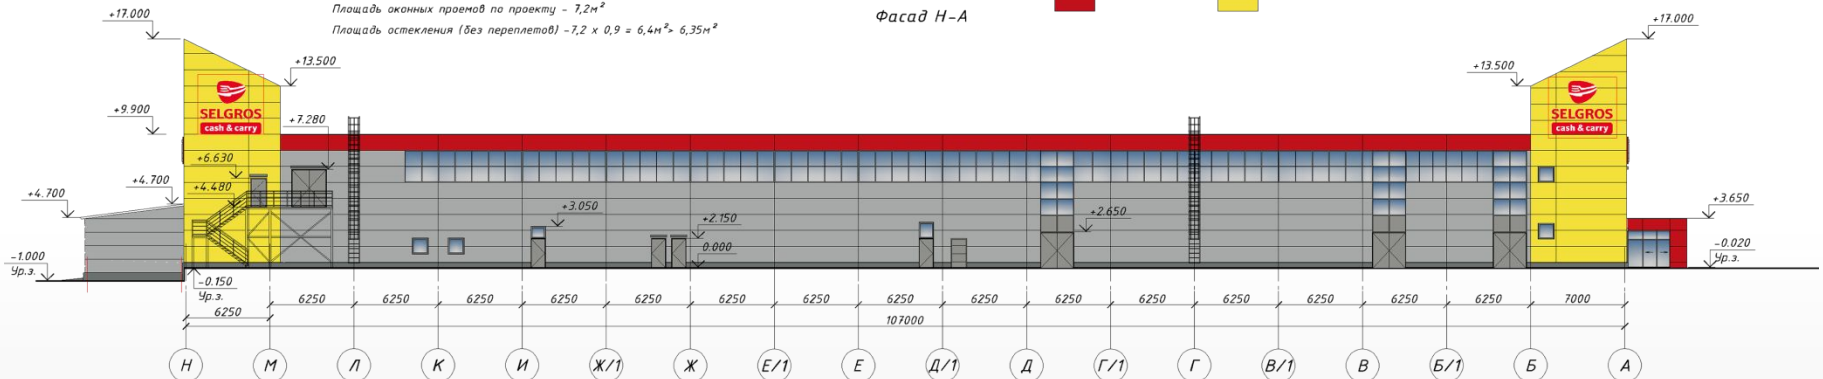 Площадь оконных проемов по проекту - 7,2м²
Площадь остекления (без переплетов) -7,2 х 0,9 = 6,4м²> 6,35м²
Фасад Н-А
+17.000
+17.000
+13.500
+13.500
SELGROS
cash & carry
SELGROS
cash & carry
+9.900
+7.280
+6.630
+4.700
+4.700
+4.480
+3.050
+2.150
+2.650
+3.650
0.000
-1.000
Ур.з.
-0.150
Ур.з.
-0.020
Ур.з.
6250 6250 6250 6250 6250 6250 6250 6250 6250 6250 6250 6250 6250 6250 6250 7000
6250
107000
Н М Л К И Ж/1 Ж Е/1 Е Д/1 Д Г/1 Г В/1 В Б/1 Б А